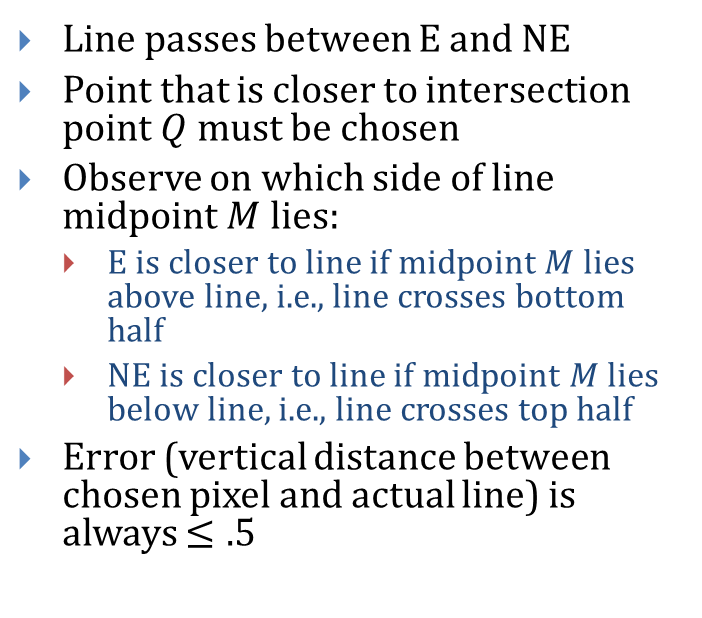 Line passes between E and NE
Point that is closer to intersection
point Q must be chosen
Observe on which side of line
midpoint M lies:
E is closer to line if midpoint M lies
above line, i.e., line crosses bottom
half
NE is closer to line if midpoint M lies
below line, i.e., line crosses top half
Error (vertical distance between
chosen pixel and actual line) is
always ≤ .5